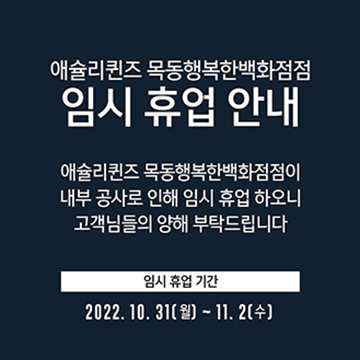 애슐리퀸즈 목동행복한백화점점
임시 휴업 안내
애슐리퀸즈 목동행복한백화점점이
내부 공사로 인해 임시 휴업 하오니
고객님들의 양해 부탁드립니다
임시 휴업 기간
2022. 10. 31(월) ~ 11. 2(수)